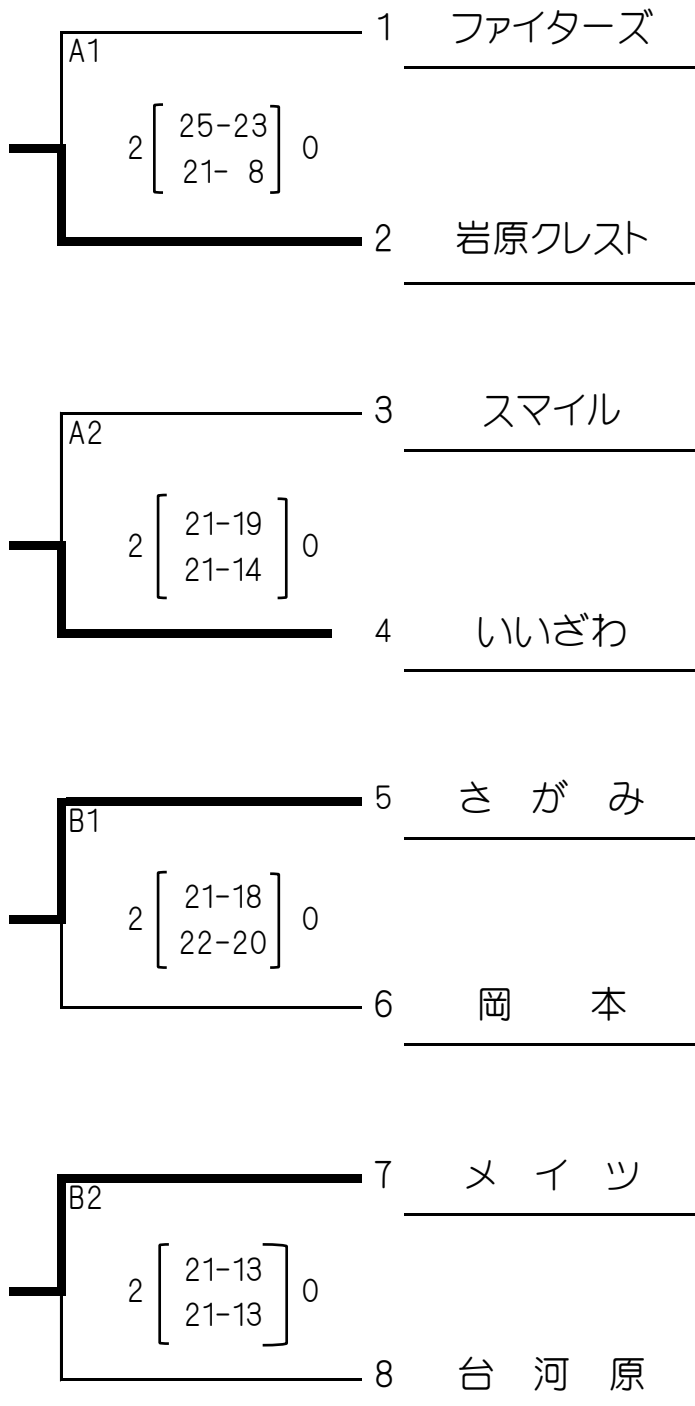 1 ファイターズ
A1
25-23
2 0
21- 8
2 岩原クレスト
3 スマイル
A2
21-19
2 0
21-14
4 いいざわ
5 さ が み
B1
21-18
2 0
22-20
6 岡 本
7 メ イ ツ
B2
21-13
2 0
21-13
8 台 河 原